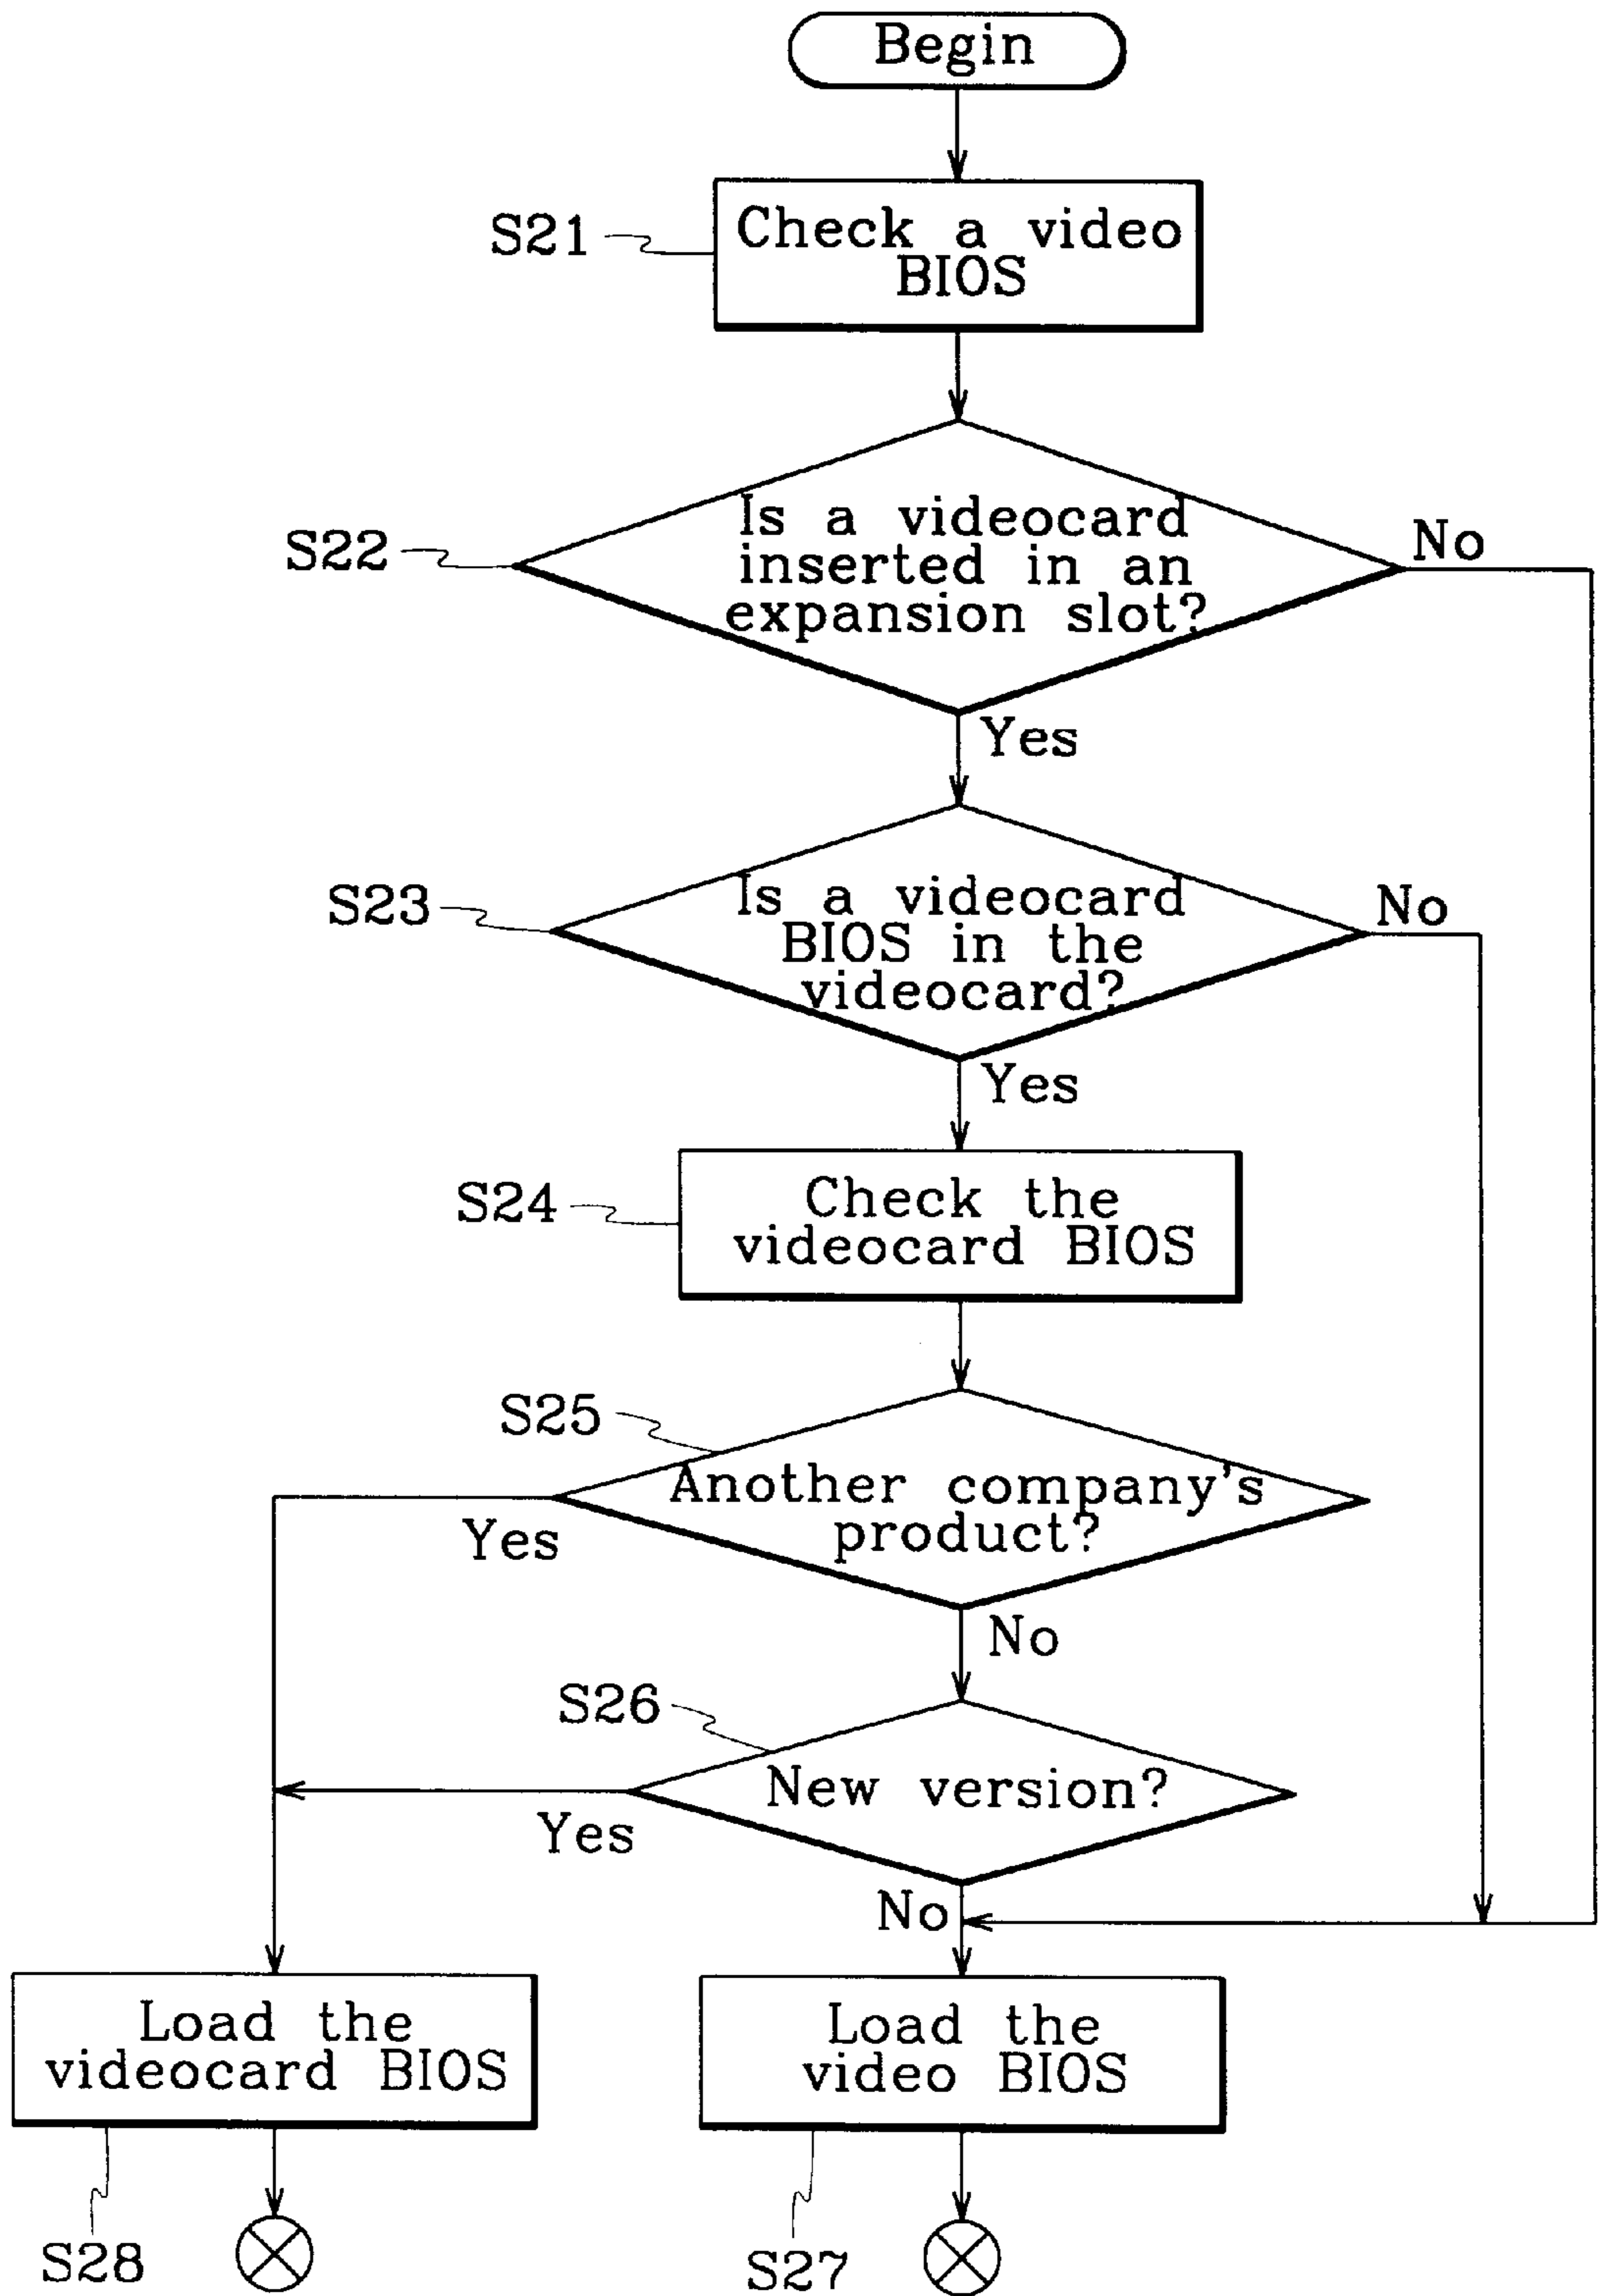 Begin
S21
Check a video
BIOS
S22
Is a videocard
inserted in an
expansion slot?
No
Yes
S23
Is a videocard
BIOS in the
videocard?
No
Yes
S24
Check the
videocard BIOS
S25
Another company's
product?
Yes
No
S26
New version?
Yes
No
Load the
videocard BIOS
Load the
video BIOS
S28
S27